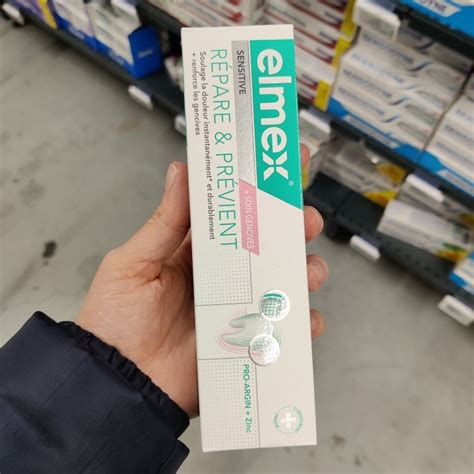 elmex®
SENSITIVE
RÉPARE & PRÉVIENT
Soulage la douleur instantanément* et durablement
+ renforce les gencives
+ SOIN GENCIVES
PRO-ARGIN + Zinc